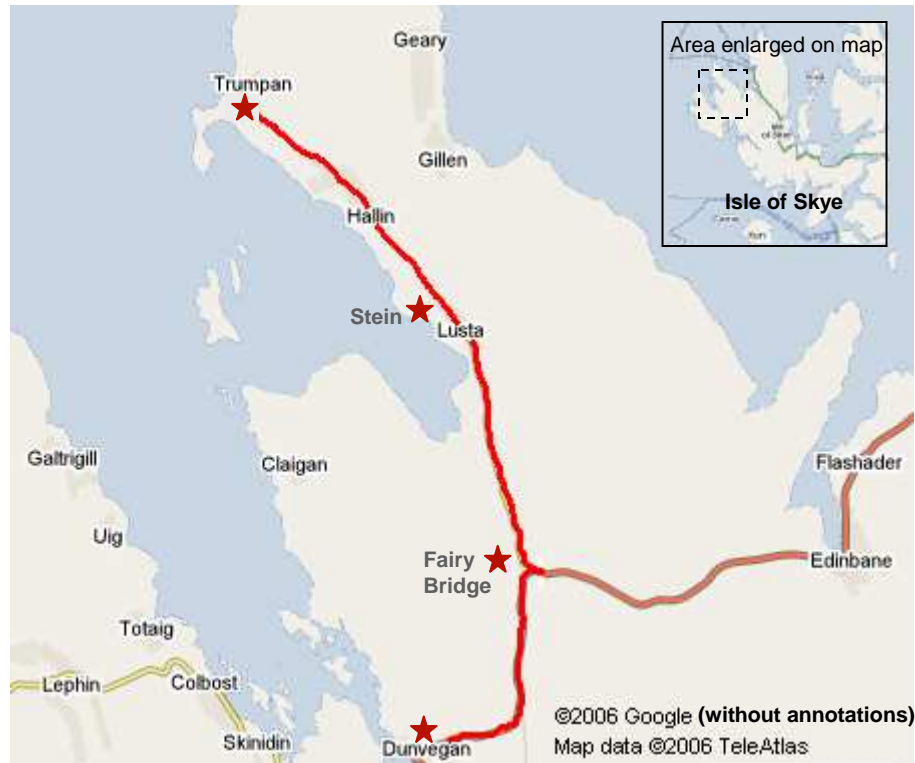 Geary
Trumpan
Gillen
Hallin
Stein
Lusta
Galtrigill
Claigan
Flashader
Uig
Fairy
Bridge
Edinbane
Totaig
Lephin
Colbost
Skinidin
Dunvegan
Area enlarged on map
Isle of Skye
©2006 Google (without annotations)
Map data ©2006 TeleAtlas